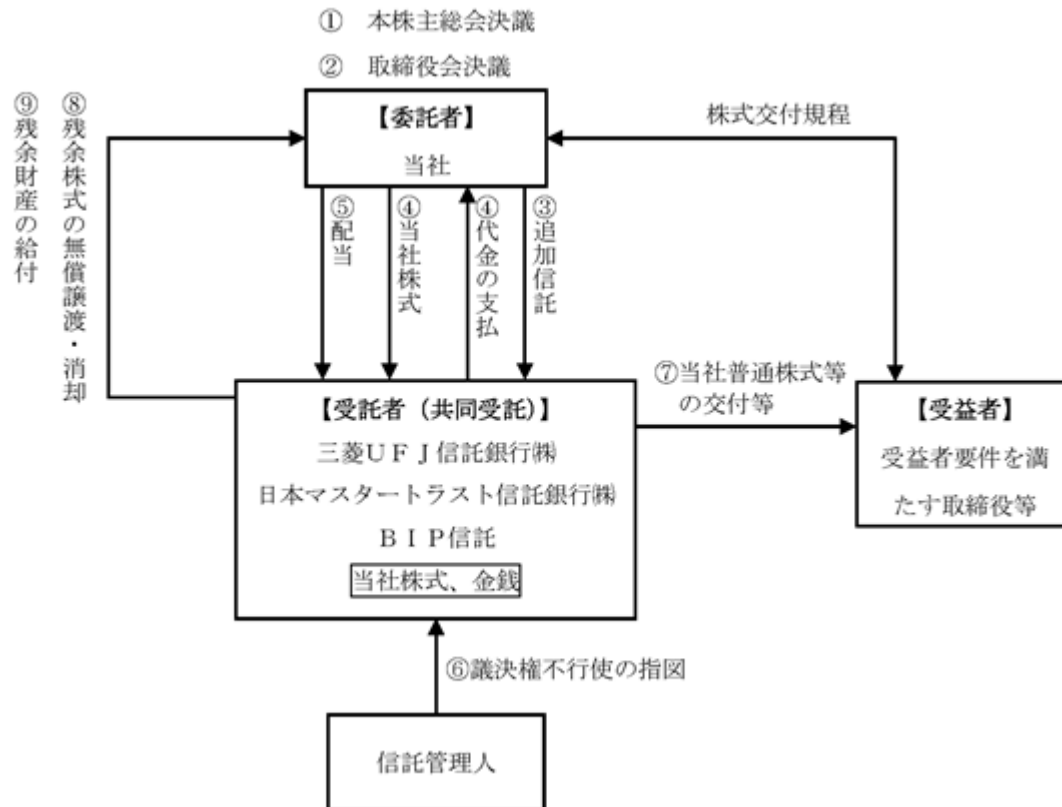 ① 本株主総会決議
② 取締役会決議
⑨残余財産の給付
⑧残余株式の無償譲渡・消却
【委託者】
当社
株式交付規程
⑤配当
④当社株式
④代金の支払
③追加信託
【受託者（共同受託）】
三菱ＵＦＪ信託銀行㈱
日本マスタートラスト信託銀行㈱
ＢＩＰ信託
当社株式、金銭
⑦当社普通株式等
の交付等
【受益者】
受益者要件を満
たす取締役等
⑥議決権不行使の指図
信託管理人